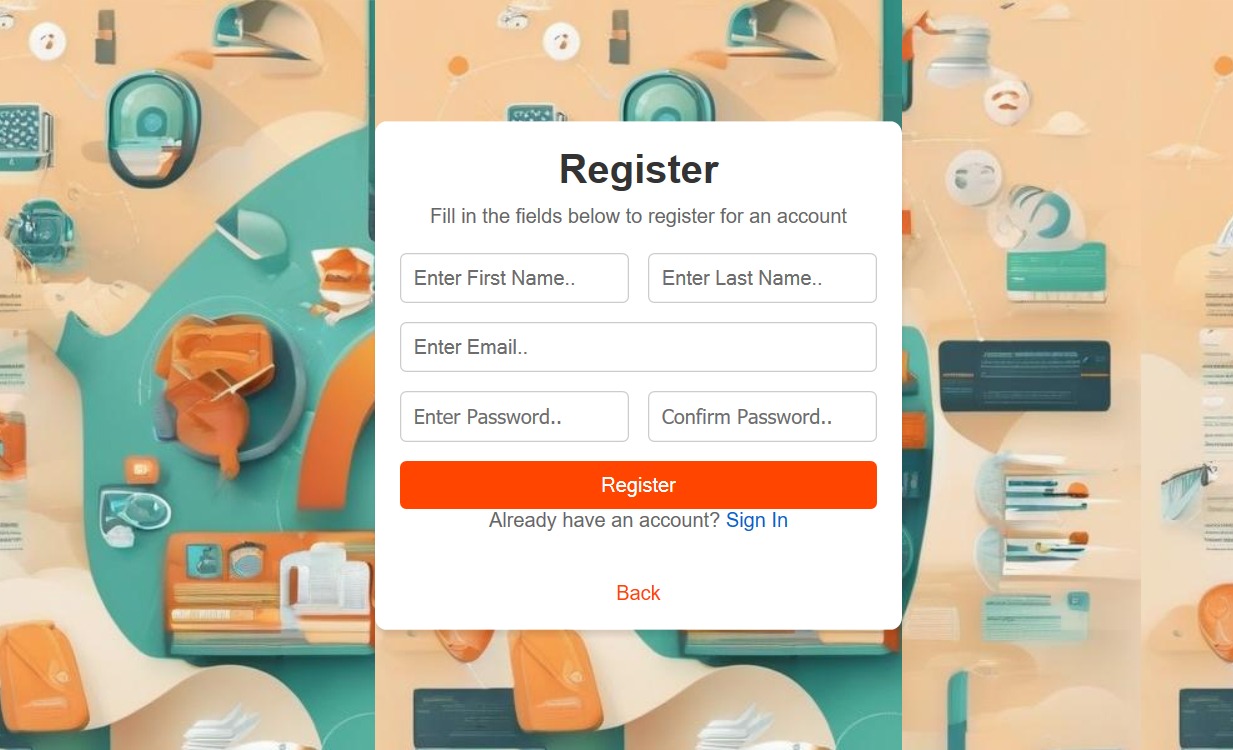 Register
Fill in the fields below to register for an account
Enter First Name.. Enter Last Name..
Enter Email..
Enter Password.. Confirm Password..
Register
Already have an account? Sign In
Back